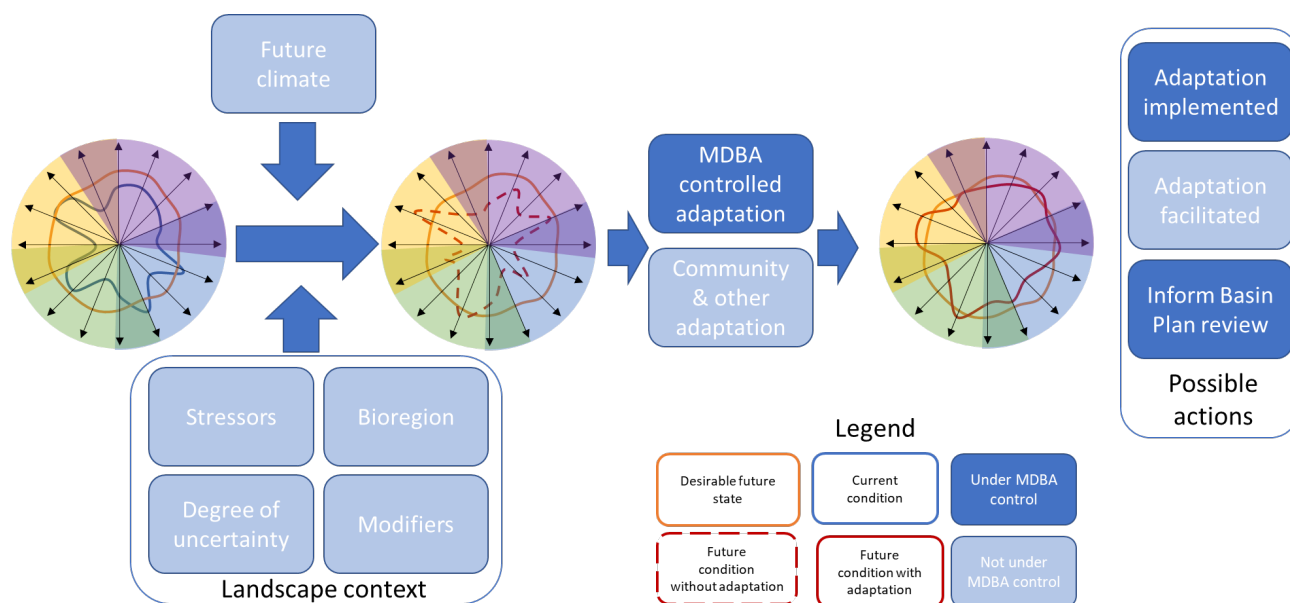 Future
climate
MDBA
controlled
adaptation
Community
& other
adaptation
Adaptation
implemented
Adaptation
facilitated
Inform Basin
Plan review
Possible
actions
Stressors
Bioregion
Degree of
uncertainty
Modifiers
Landscape context
Legend
Desirable future
state
Current
condition
Under MDBA
control
Future
condition
without adaptation
Future
condition with
adaptation
Not under
MDBA control